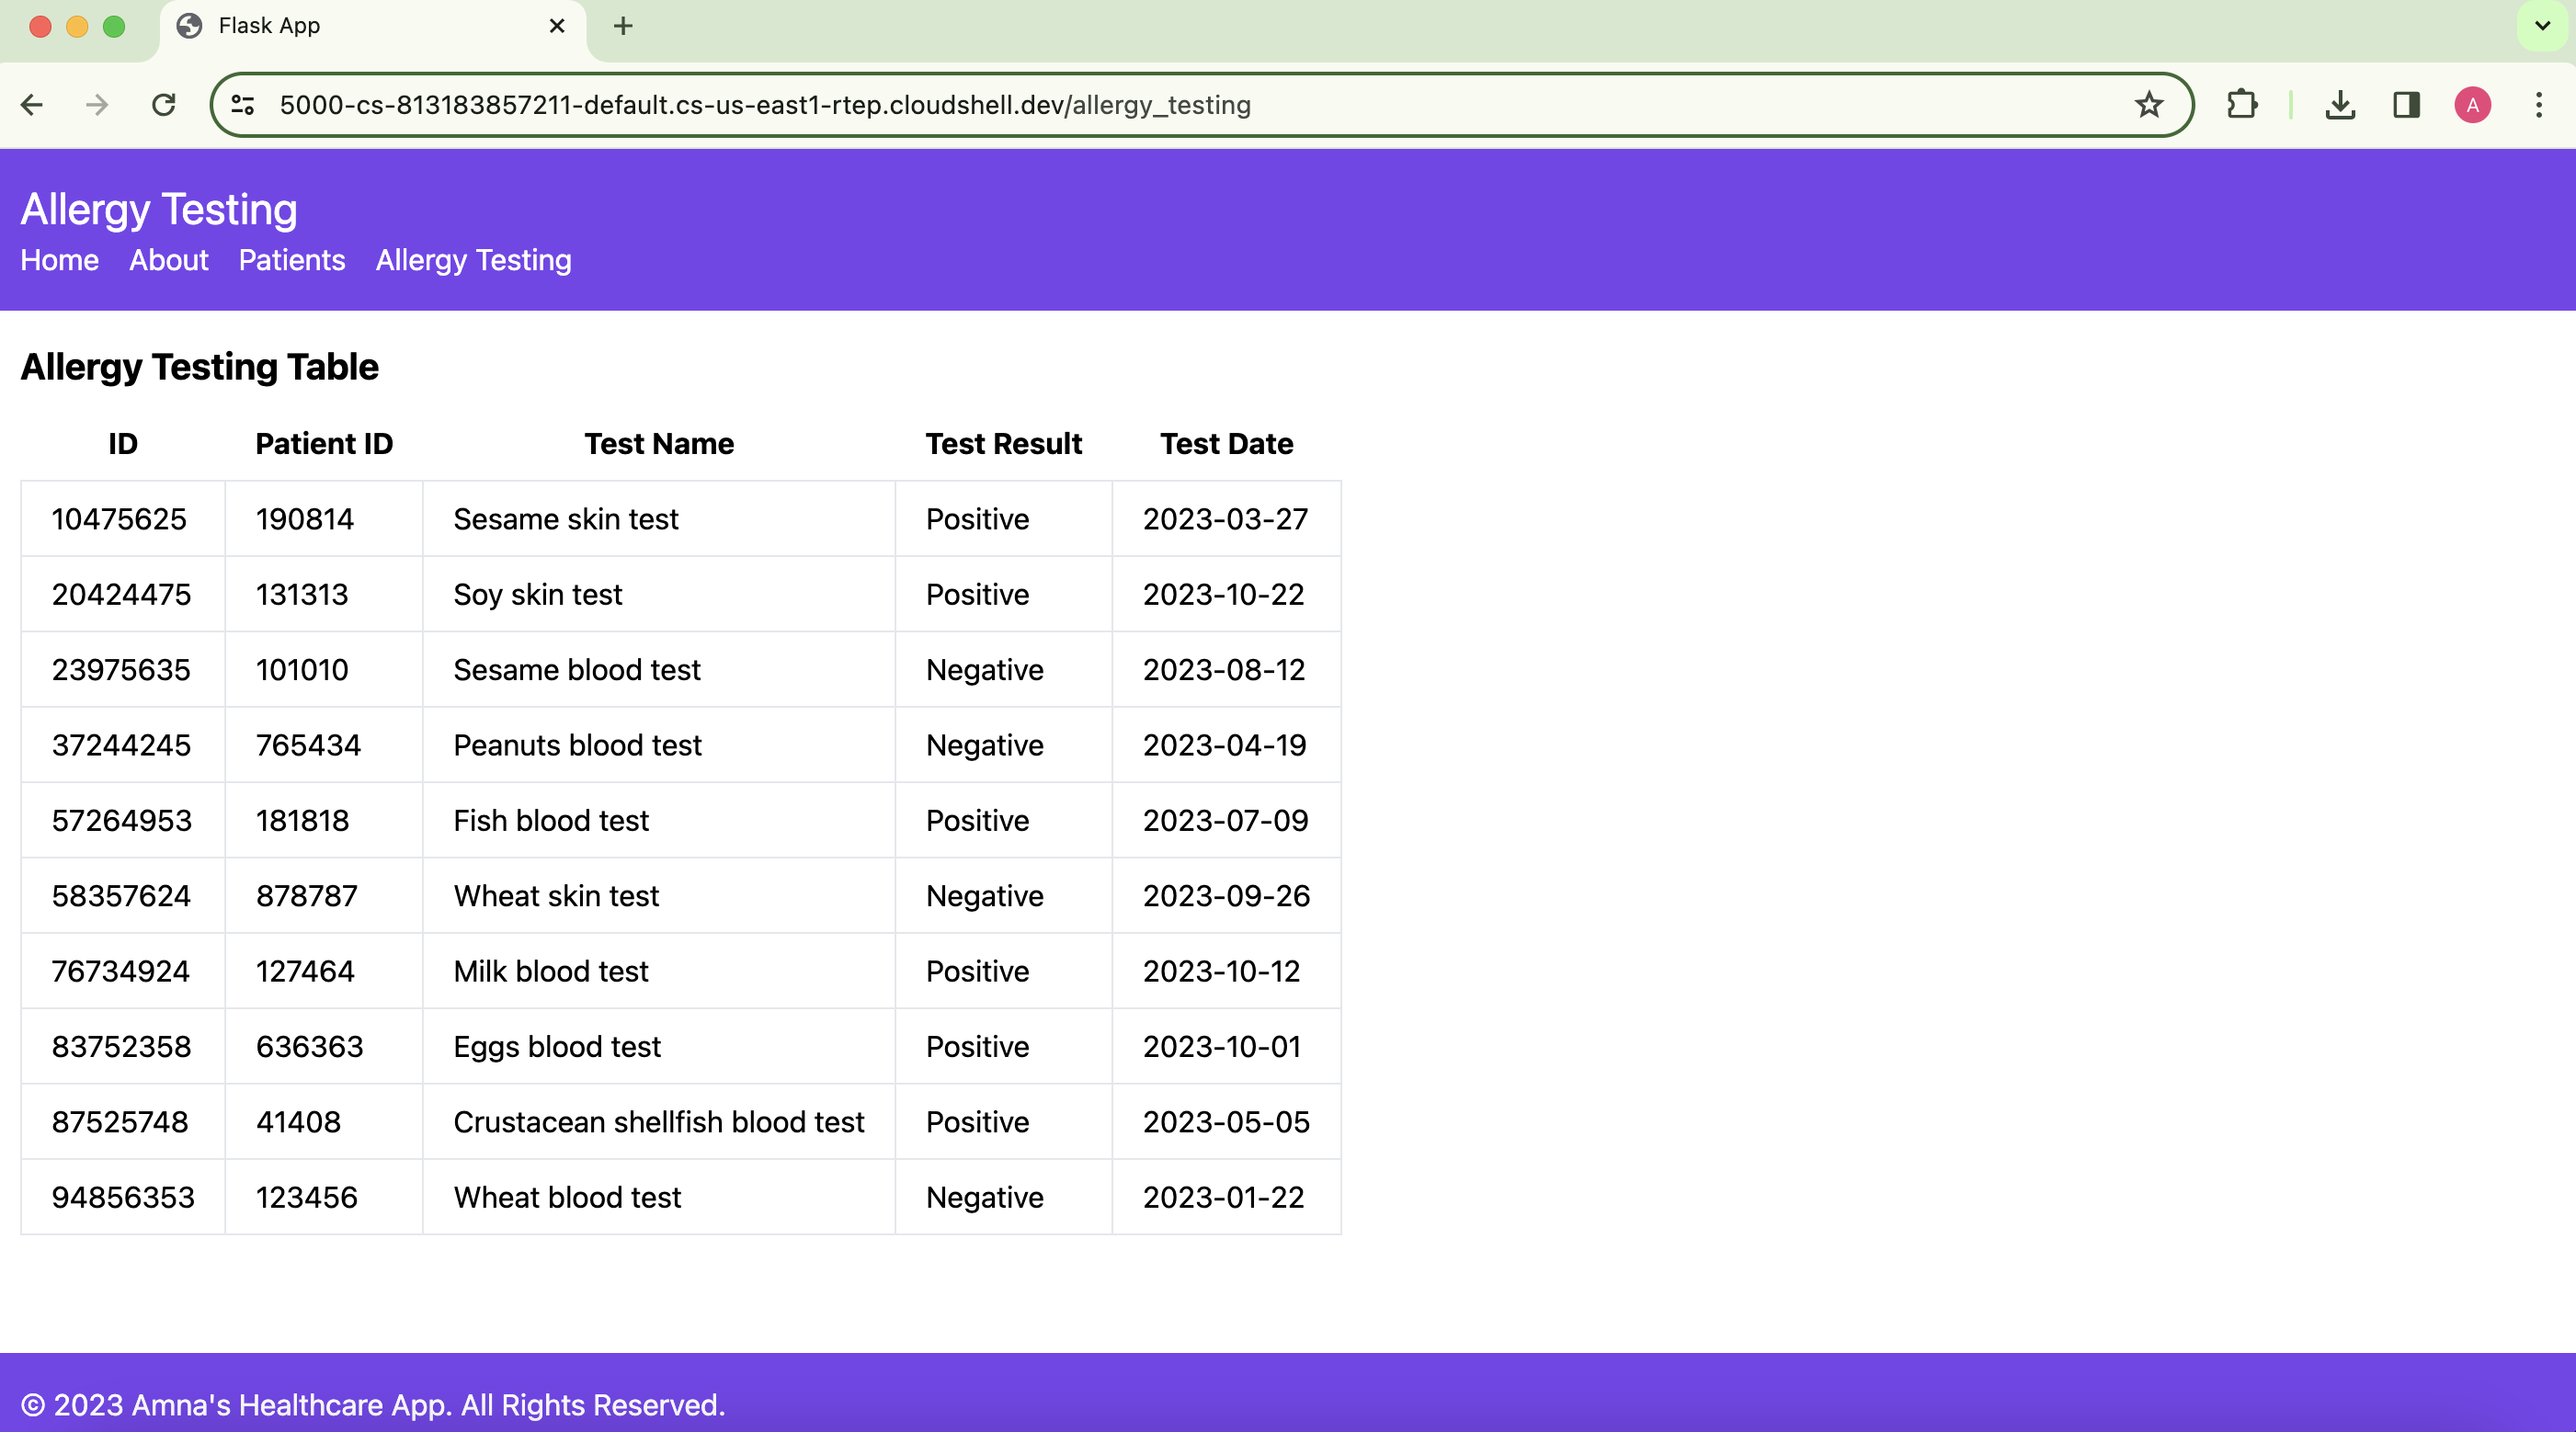 Flask App
5000-cs-813183857211-default.cs-us-east1-rtep.cloudshell.dev/allergy_testing
A
Allergy Testing
Home About Patients Allergy Testing
Allergy Testing Table
ID Patient ID Test Name Test Result Test Date
10475625 190814 Sesame skin test Positive 2023-03-27
20424475 131313 Soy skin test Positive 2023-10-22
23975635 101010 Sesame blood test Negative 2023-08-12
37244245 765434 Peanuts blood test Negative 2023-04-19
57264953 181818 Fish blood test Positive 2023-07-09
58357624 878787 Wheat skin test Negative 2023-09-26
76734924 127464 Milk blood test Positive 2023-10-12
83752358 636363 Eggs blood test Positive 2023-10-01
87525748 41408 Crustacean shellfish blood test Positive 2023-05-05
94856353 123456 Wheat blood test Negative 2023-01-22
© 2023 Amna's Healthcare App. All Rights Reserved.